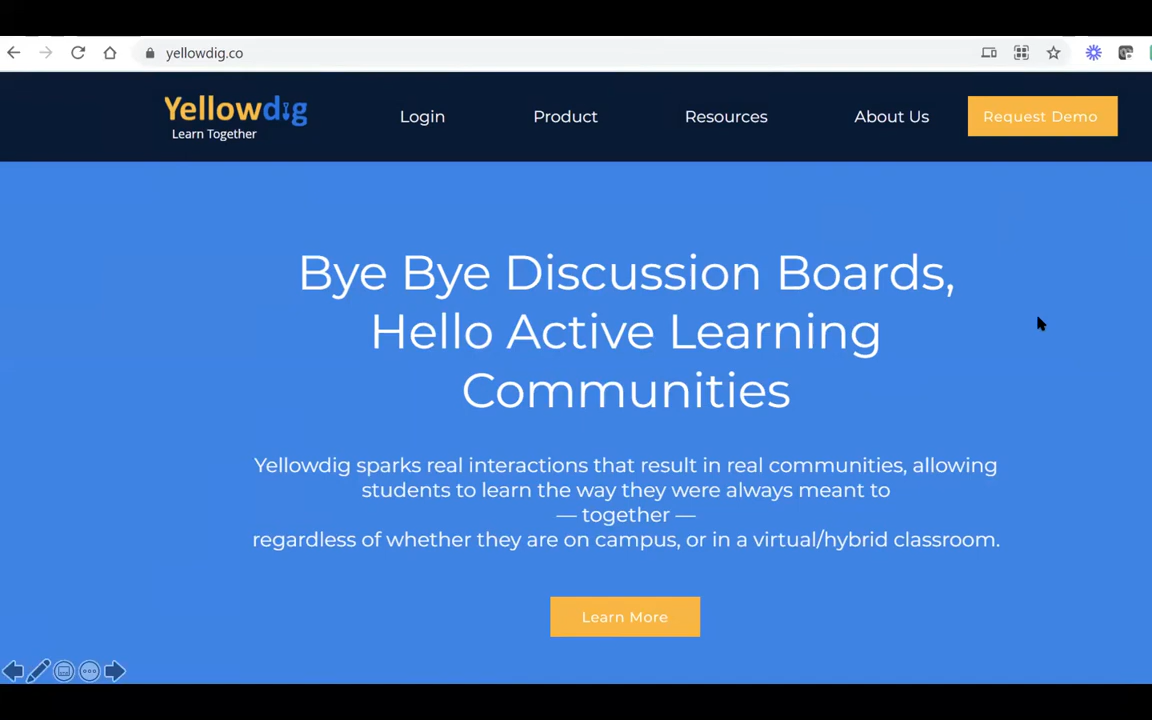 yellowdig.co
Yellowdig
Learn Together
Login
Product
Resources
About Us
Request Demo
Bye Bye Discussion Boards,
Hello Active Learning
Communities
Yellowdig sparks real interactions that result in real communities, allowing
students to learn the way they were always meant to
— together —
regardless of whether they are on campus, or in a virtual/hybrid classroom.
Learn More